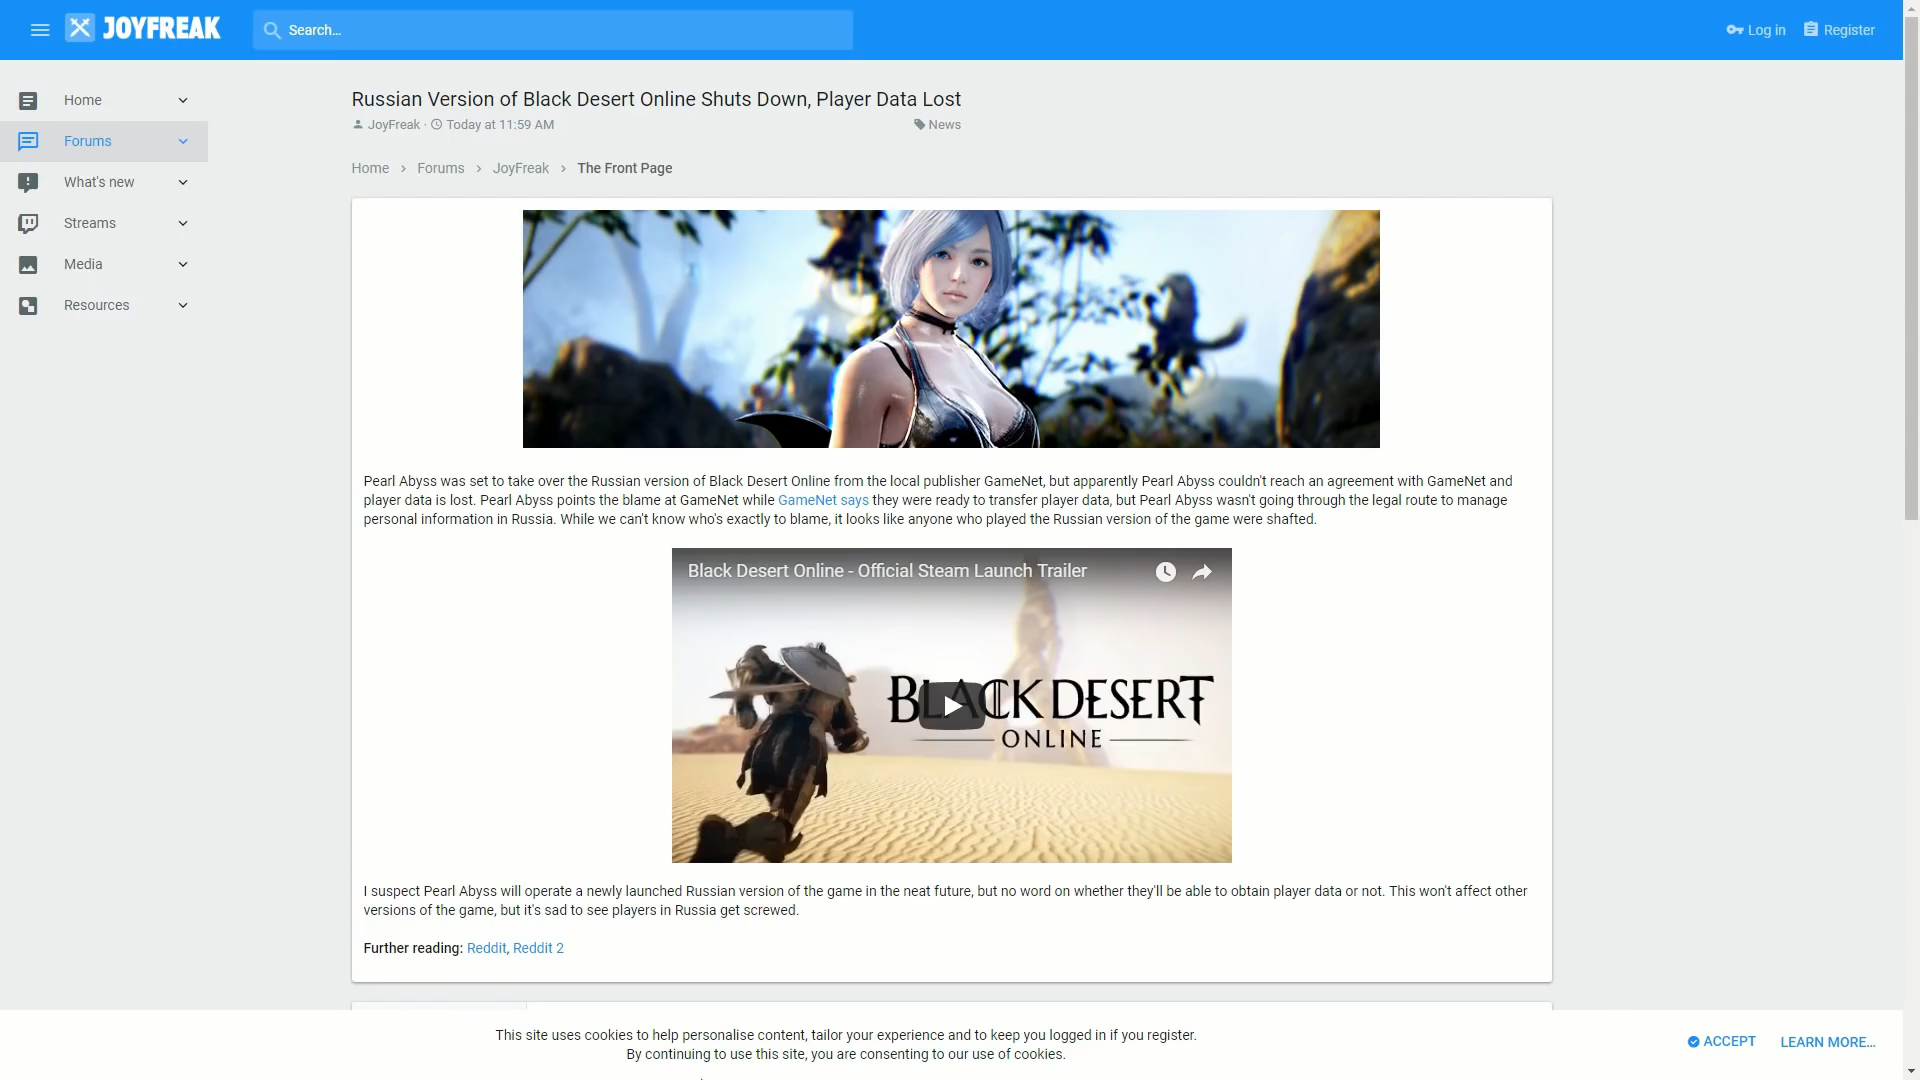 JOYFREAK
Search…
Log in
Register
Home
Forums
What's new
Streams
Media
Resources
Russian Version of Black Desert Online Shuts Down, Player Data Lost
JoyFreak · Today at 11:59 AM
News
Home > Forums > JoyFreak > The Front Page
Pearl Abyss was set to take over the Russian version of Black Desert Online from the local publisher GameNet, but apparently Pearl Abyss couldn't reach an agreement with GameNet and
player data is lost. Pearl Abyss points the blame at GameNet while GameNet says they were ready to transfer player data, but Pearl Abyss wasn't going through the legal route to manage
personal information in Russia. While we can't know who's exactly to blame, it looks like anyone who played the Russian version of the game were shafted.
Black Desert Online - Official Steam Launch Trailer
BLACK DESERT
ONLINE
I suspect Pearl Abyss will operate a newly launched Russian version of the game in the neat future, but no word on whether they'll be able to obtain player data or not. This won't affect other
versions of the game, but it's sad to see players in Russia get screwed.
Further reading: Reddit, Reddit 2
This site uses cookies to help personalise content, tailor your experience and to keep you logged in if you register.
By continuing to use this site, you are consenting to our use of cookies.
ACCEPT
LEARN MORE…